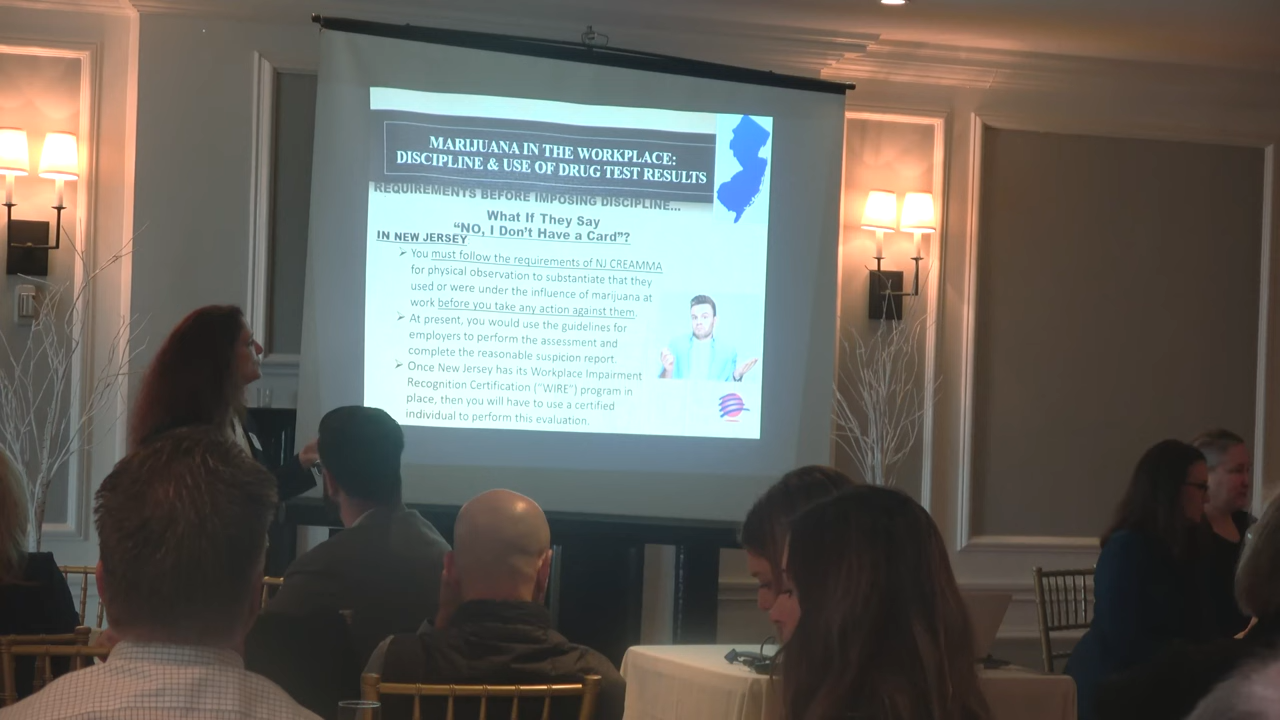 MARIJUANA IN THE WORKPLACE:
DISCIPLINE & USE OF DRUG TEST RESULTS
REQUIREMENTS BEFORE IMPOSING DISCIPLINE...
What If They Say
“NO, I Don’t Have a Card”?
IN NEW JERSEY
➢ You must follow the requirements of NJ CREAMMA
for physical observation to substantiate that they
used or were under the influence of marijuana at
work before you take any action against them.
➢ At present, you would use the guidelines for
employers to perform the assessment and
complete the reasonable suspicion report.
➢ Once New Jersey has its Workplace Impairment
Recognition Certification (“WIRE”) program in
place, then you will have to use a certified
individual to perform this evaluation.